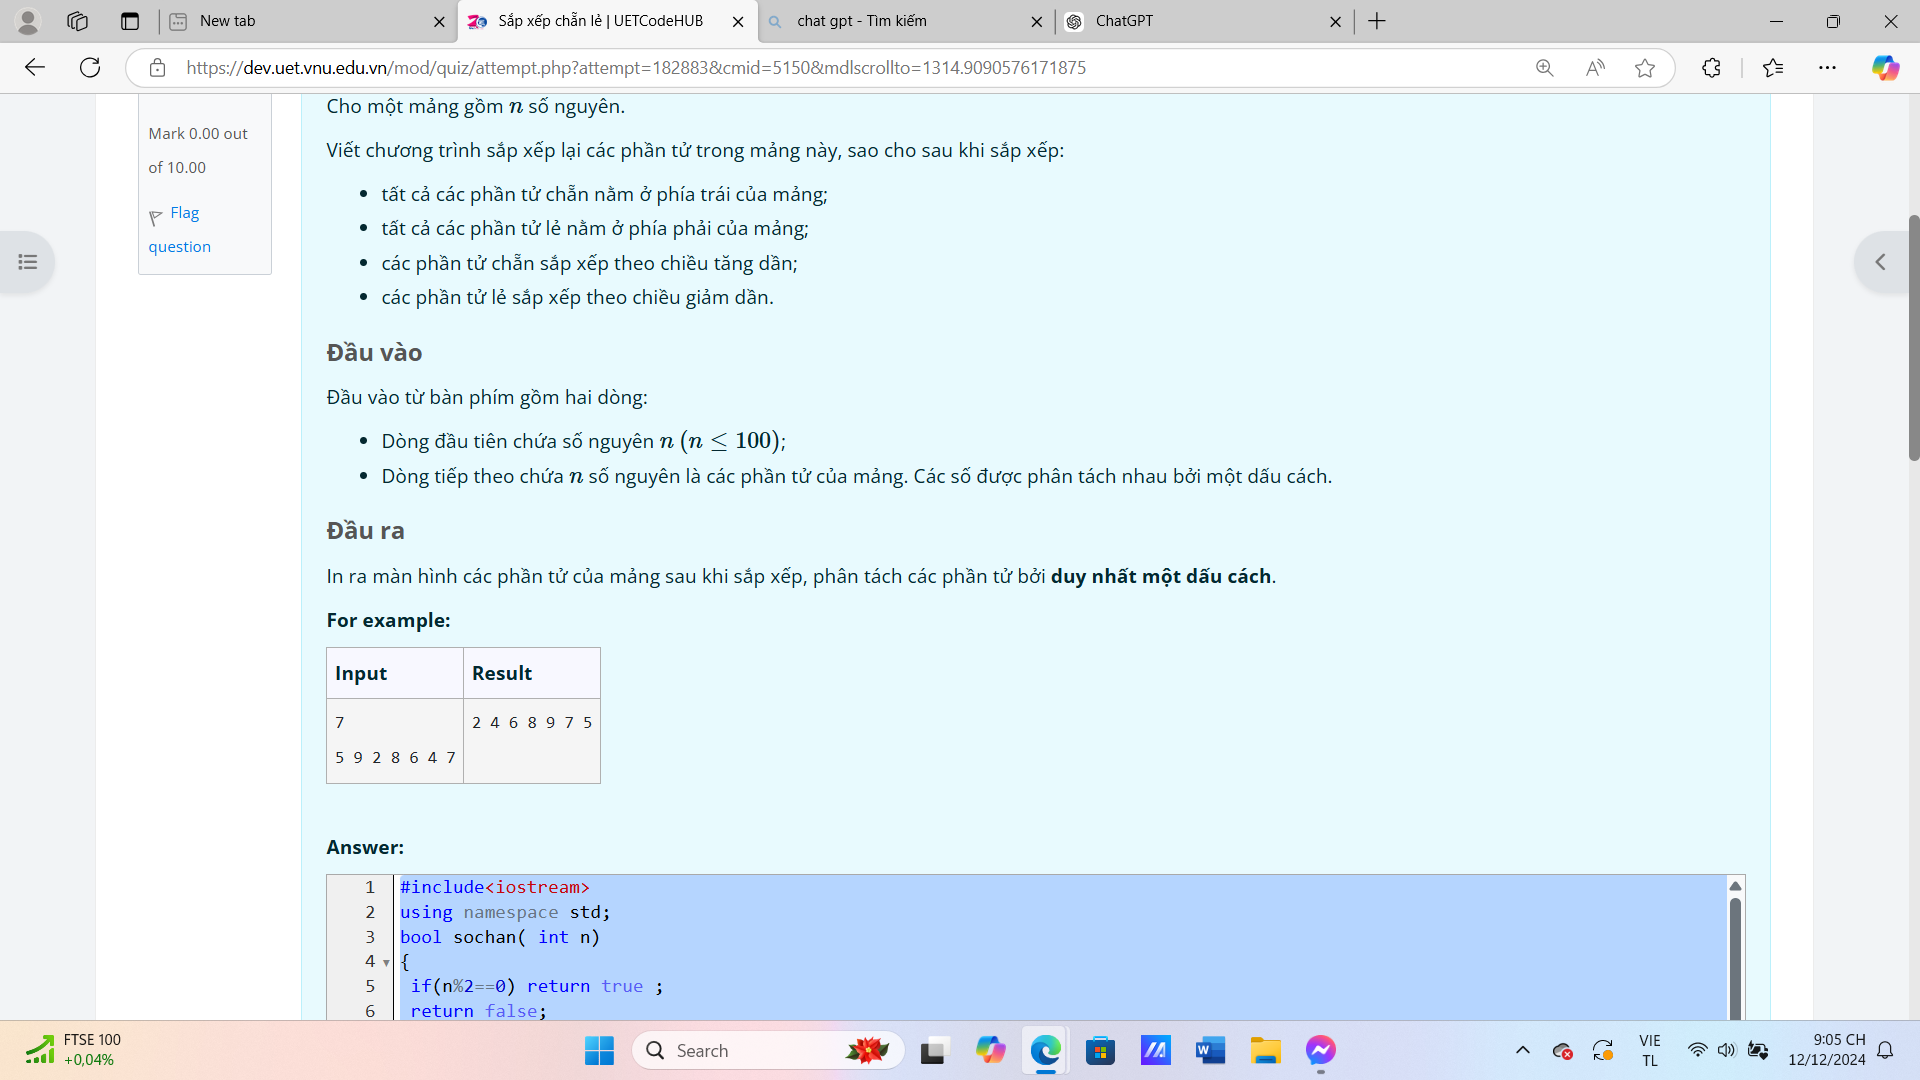 New tab
Sắp xếp chẵn lẻ | UETCodeHUB
chat gpt - Tìm kiếm
ChatGPT
https://dev.uet.vnu.edu.vn/mod/quiz/attempt.php?attempt=182883&cmid=5150&mdlscrollto=1314.9090576171875
Mark 0.00 out
of 10.00
Flag
question
Cho một mảng gồm n số nguyên.
Viết chương trình sắp xếp lại các phần tử trong mảng này, sao cho sau khi sắp xếp:
• tất cả các phần tử chẵn nằm ở phía trái của mảng;
• tất cả các phần tử lẻ nằm ở phía phải của mảng;
• các phần tử chẵn sắp xếp theo chiều tăng dần;
• các phần tử lẻ sắp xếp theo chiều giảm dần.
Đầu vào
Đầu vào từ bàn phím gồm hai dòng:
• Dòng đầu tiên chứa số nguyên n (n ≤ 100);
• Dòng tiếp theo chứa n số nguyên là các phần tử của mảng. Các số được phân tách nhau bởi một dấu cách.
Đầu ra
In ra màn hình các phần tử của mảng sau khi sắp xếp, phân tách các phần tử bởi duy nhất một dấu cách.
For example:
Input Result
7 2 4 6 8 9 7 5
5 9 2 8 6 4 7
Answer:
1 #include<iostream>
2 using namespace std;
3 bool sochan( int n)
4 {
5 if(n%2==0) return true ;
6 return false;
FTSE 100
+0,04%
Search
VIE
TL
9:05 CH
12/12/2024